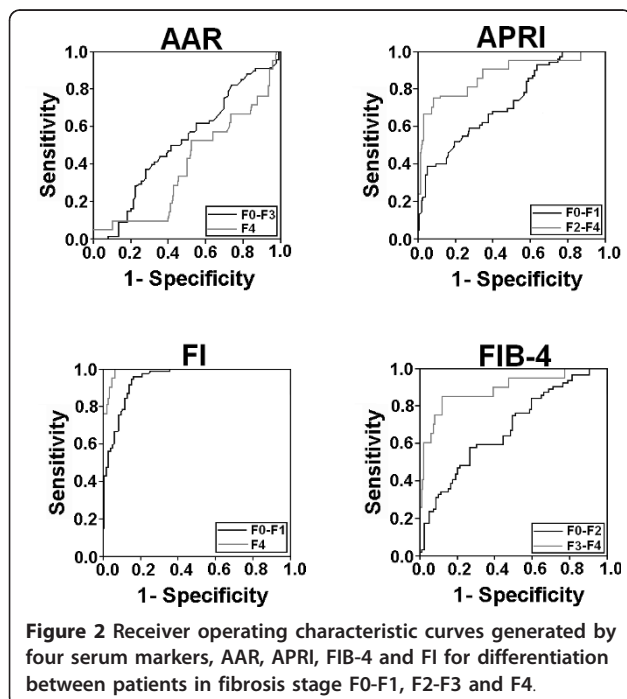 AAR
Sensitivity
1.0
0.8
0.6
0.4
0.2
0.0
0.0 0.2 0.4 0.6 0.8 1.0
F0-F3
F4
1- Specificity
APRI
Sensitivity
1.0
0.8
0.6
0.4
0.2
0.0
0.0 0.2 0.4 0.6 0.8 1.0
F0-F1
F2-F4
1- Specificity
FI
Sensitivity
1.0
0.8
0.6
0.4
0.2
0.0
0.0 0.2 0.4 0.6 0.8 1.0
F0-F1
F4
1- Specificity
FIB-4
Sensitivity
1.0
0.8
0.6
0.4
0.2
0.0
0.0 0.2 0.4 0.6 0.8 1.0
F0-F2
F3-F4
1- Specificity
Figure 2 Receiver operating characteristic curves generated by
four serum markers, AAR, APRI, FIB-4 and FI for differentiation
between patients in fibrosis stage F0-F1, F2-F3 and F4.